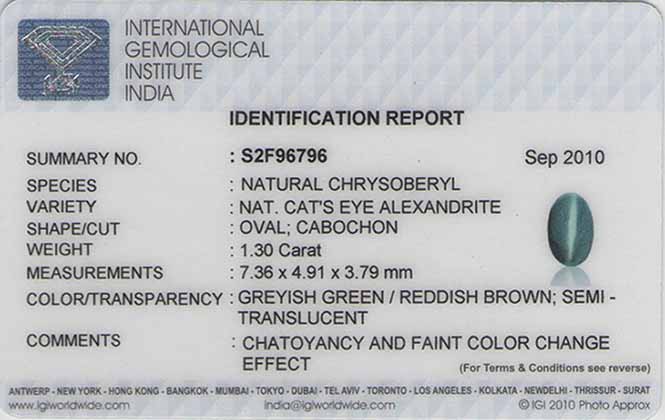 INTERNATIONAL
GEMOLOGICAL
INSTITUTE
INDIA
IDENTIFICATION REPORT
SUMMARY NO. : S2F96796 Sep 2010
SPECIES : NATURAL CHRYSOBERYL
VARIETY : NAT. CAT'S EYE ALEXANDRITE
SHAPE/CUT : OVAL; CABOCHON
WEIGHT : 1.30 Carat
MEASUREMENTS : 7.36 x 4.91 x 3.79 mm
COLOR/TRANSPARENCY : GREYISH GREEN / REDDISH BROWN; SEMI -
TRANSLUCENT
COMMENTS : CHATOYANCY AND FAINT COLOR CHANGE
EFFECT
(For Terms & Conditions see reverse)
ANTWERP - NEW YORK - HONG KONG - BANGKOK - MUMBAI - TOKYO - DUBAI - TEL AVIV - TORONTO - LOS ANGELES - KOLKATA - NEWDELHI - THRISSUR - SURAT
www.igiworldwide.com india@igiworldwide.com © IGI 2010 Photo Approx